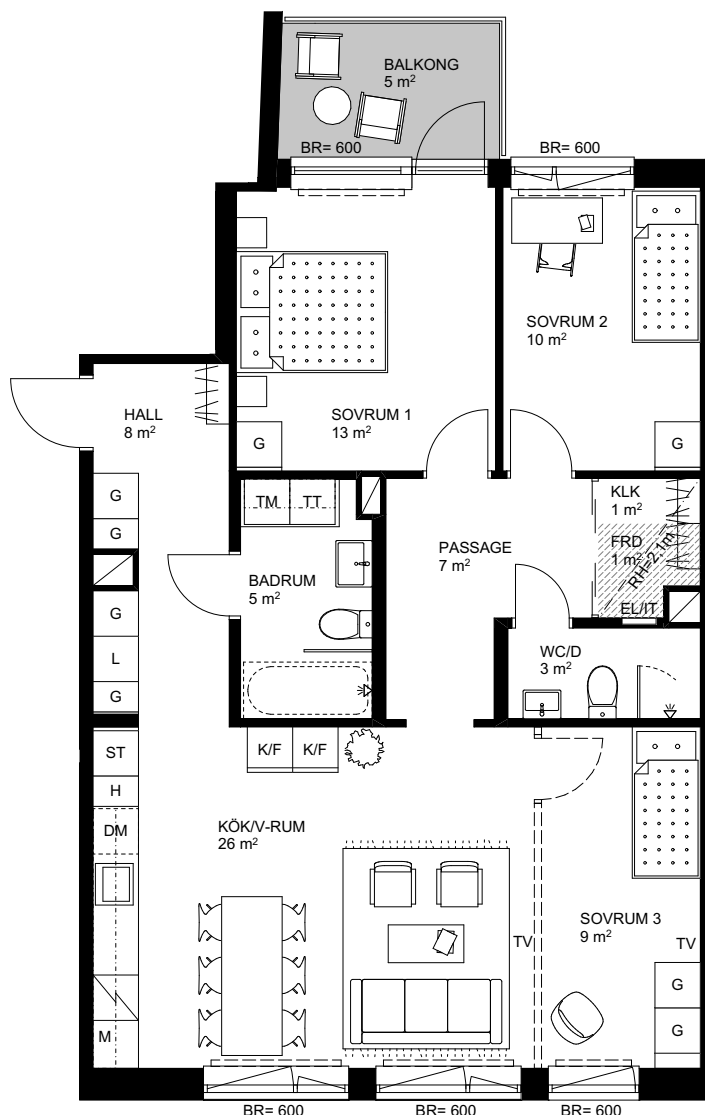 BALKONG
5 m²
BR= 600
BR= 600
SOVRUM 2
10 m²
HALL
8 m²
SOVRUM 1
13 m²
G
G
G
G
TM
TT
KLK
1 m²
PASSAGE
7 m²
FRD
1 m²
RH=2.1m
BADRUM
5 m²
EL/IT
G
L
G
WC/D
3 m²
ST
K/F
K/F
H
DM
KÖK/V-RUM
26 m²
SOVRUM 3
9 m²
TV
TV
G
G
M
BR= 600
BR= 600
BR= 600